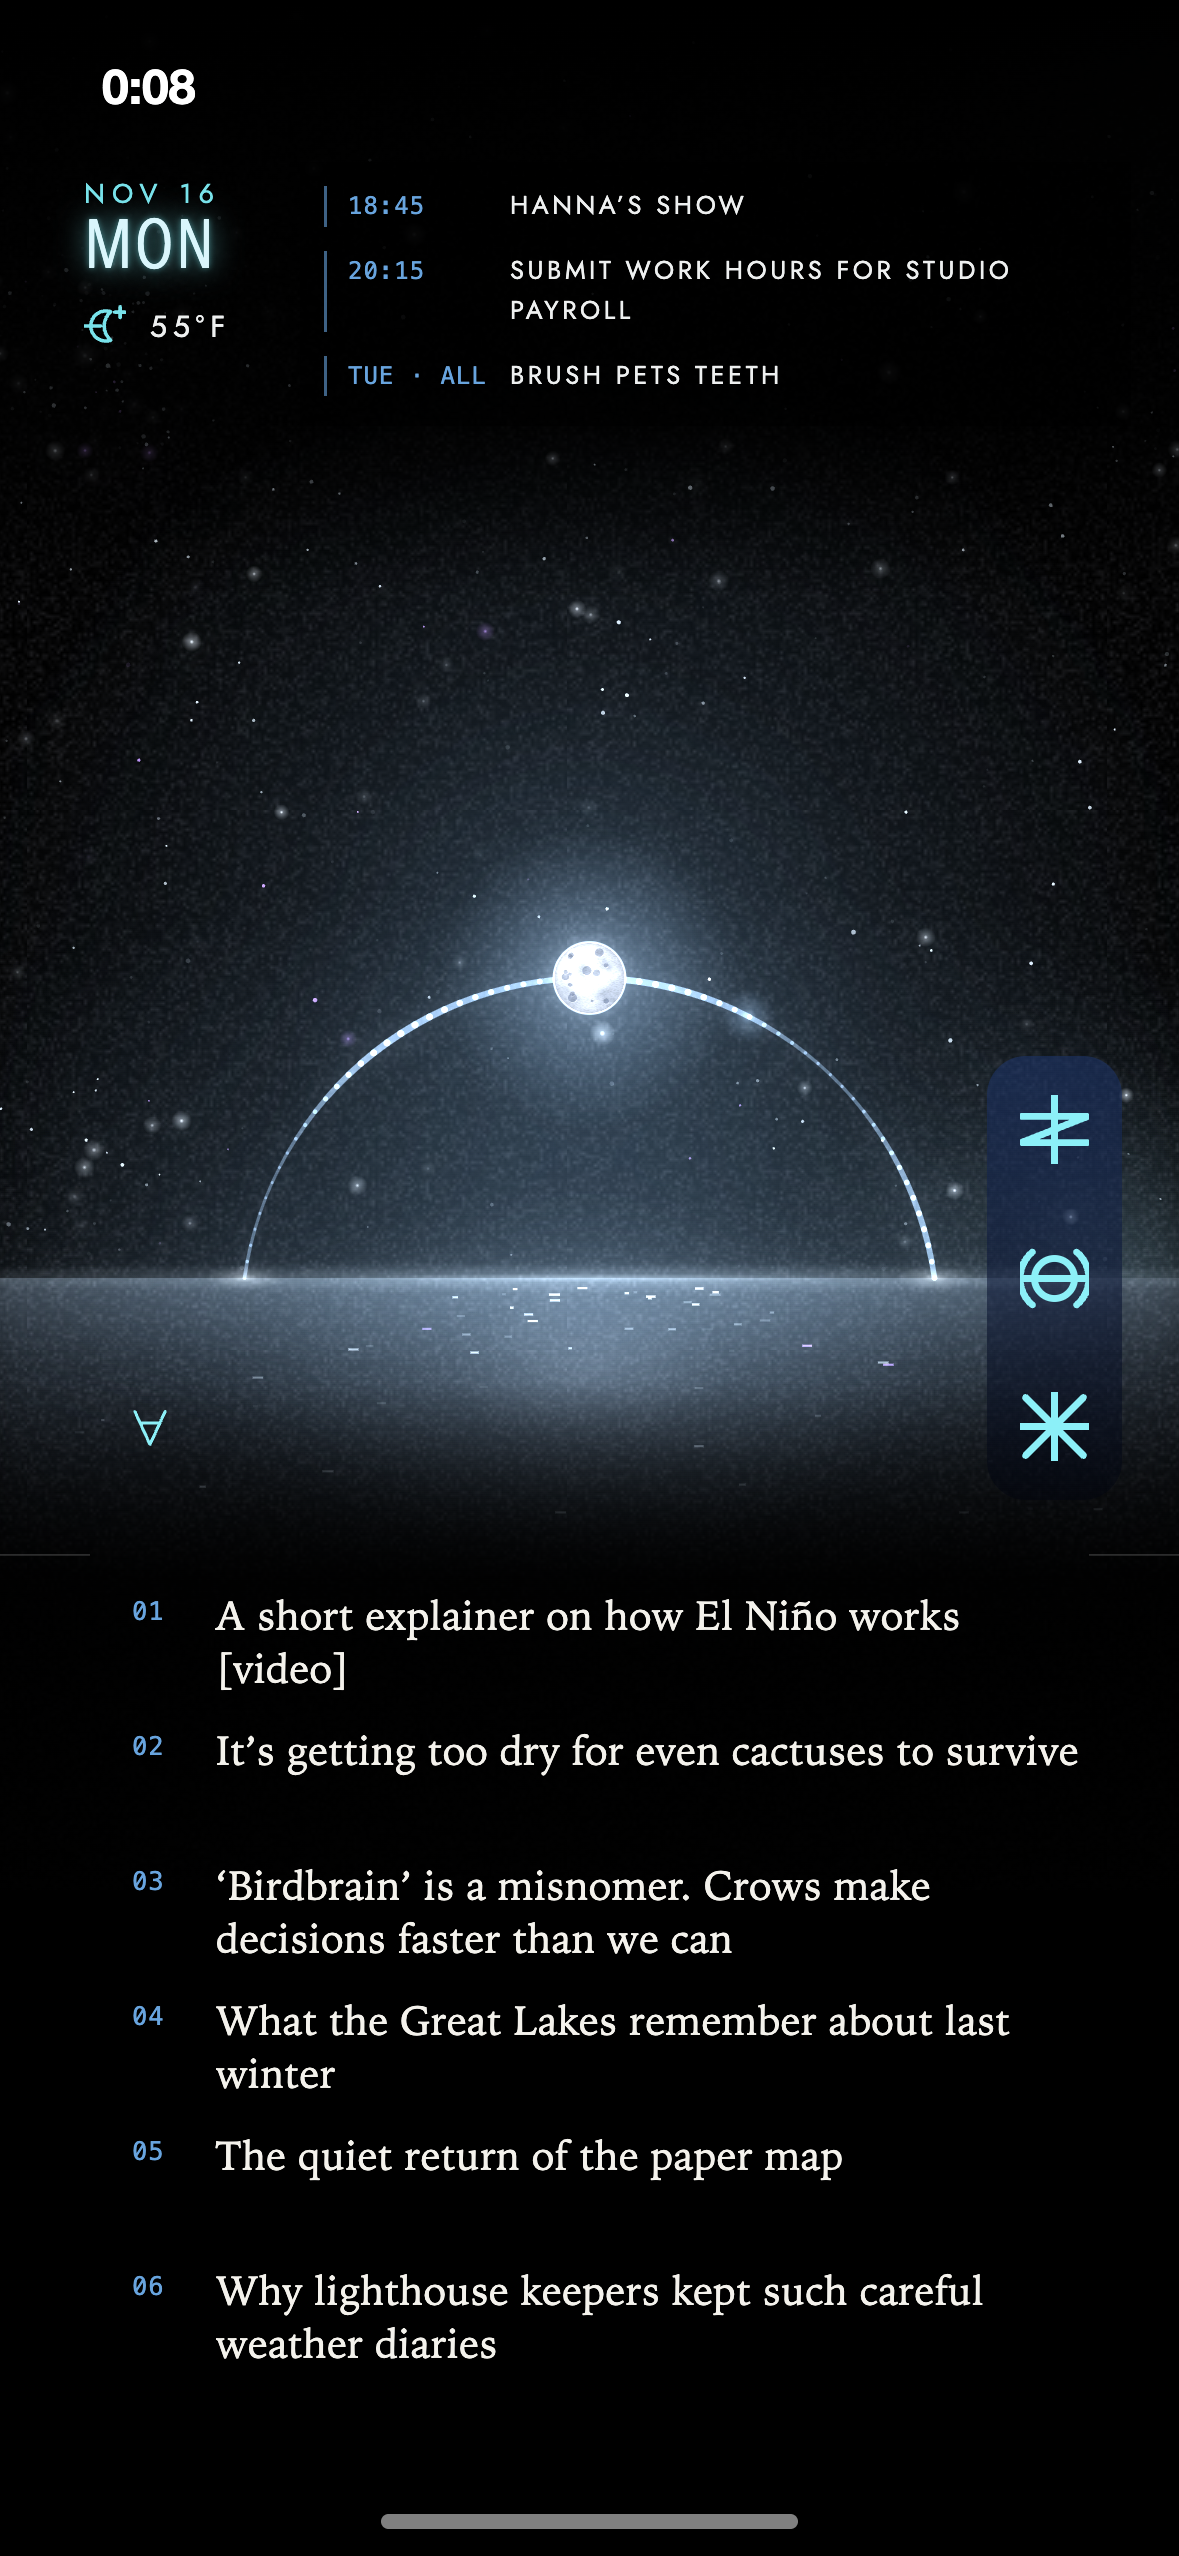 0:08
NOV 16
MON
55°F
18:45 HANNA’S SHOW
20:15 SUBMIT WORK HOURS FOR STUDIO
PAYROLL
TUE · ALL BRUSH PETS TEETH
∀
01 A short explainer on how El Niño works
[video]
02 It’s getting too dry for even cactuses to survive
03 ‘Birdbrain’ is a misnomer. Crows make
decisions faster than we can
04 What the Great Lakes remember about last
winter
05 The quiet return of the paper map
06 Why lighthouse keepers kept such careful
weather diaries